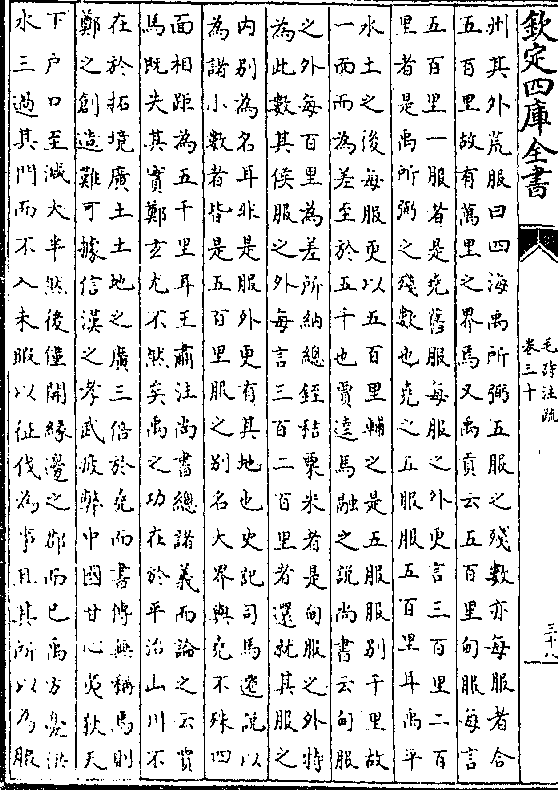 欽定四庫全書
毛詩注疏
卷三十
三十八
州其外荒服曰四海禹所弼五服之殘數亦每服者合
五百里故有萬里之界焉又禹貢云五百里甸服每言
五百里一服者是堯舊服每服之外更言三百里二百
里者是禹所弼之殘數也堯之五服服五百里耳禹平
水土之後每服更以五百里輔之是五服服別千里故
一面而為差至於五千也賈逵馬融之說尚書云甸服
之外每百里為差所納總銍秸粟米者是甸服之外特
為此數其侯服之外每言三百二百里者還就其服之
內別為名耳非是服外更有其地也史記司馬遷說以
為諸小數者皆是五百里服之別名大界與堯不殊四
面相距為五千里耳王肅注尚書總諸義而論之云賈
馬既失其實鄭玄尤不然矣禹之功在於平治山川不
在於拓境廣土土地之廣三倍於堯而書傳無稱焉則
鄭之創造難可據信漢之孝武疲弊中國甘心夷狄天
下戶口至減大半然後僅開緣邊之郡而已禹方憂洪
水三過其門而不入未暇以征伐為事且其所以為服